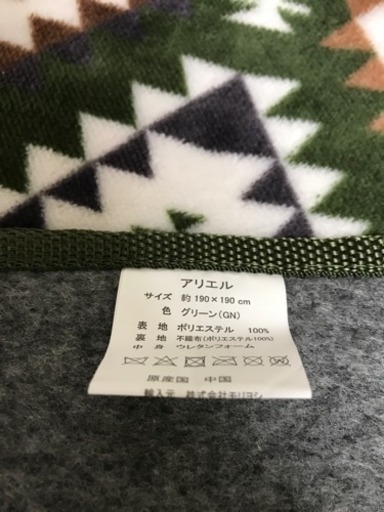 アリエル
サイズ 約190×190cm
色 グリーン(GN)
表 地 ポリエステル 100%
裏 地 不織布(ポリエステル100%)
中 身 ウレタンフォーム
原産国 中国
輸入元 株式会社モリヨシ